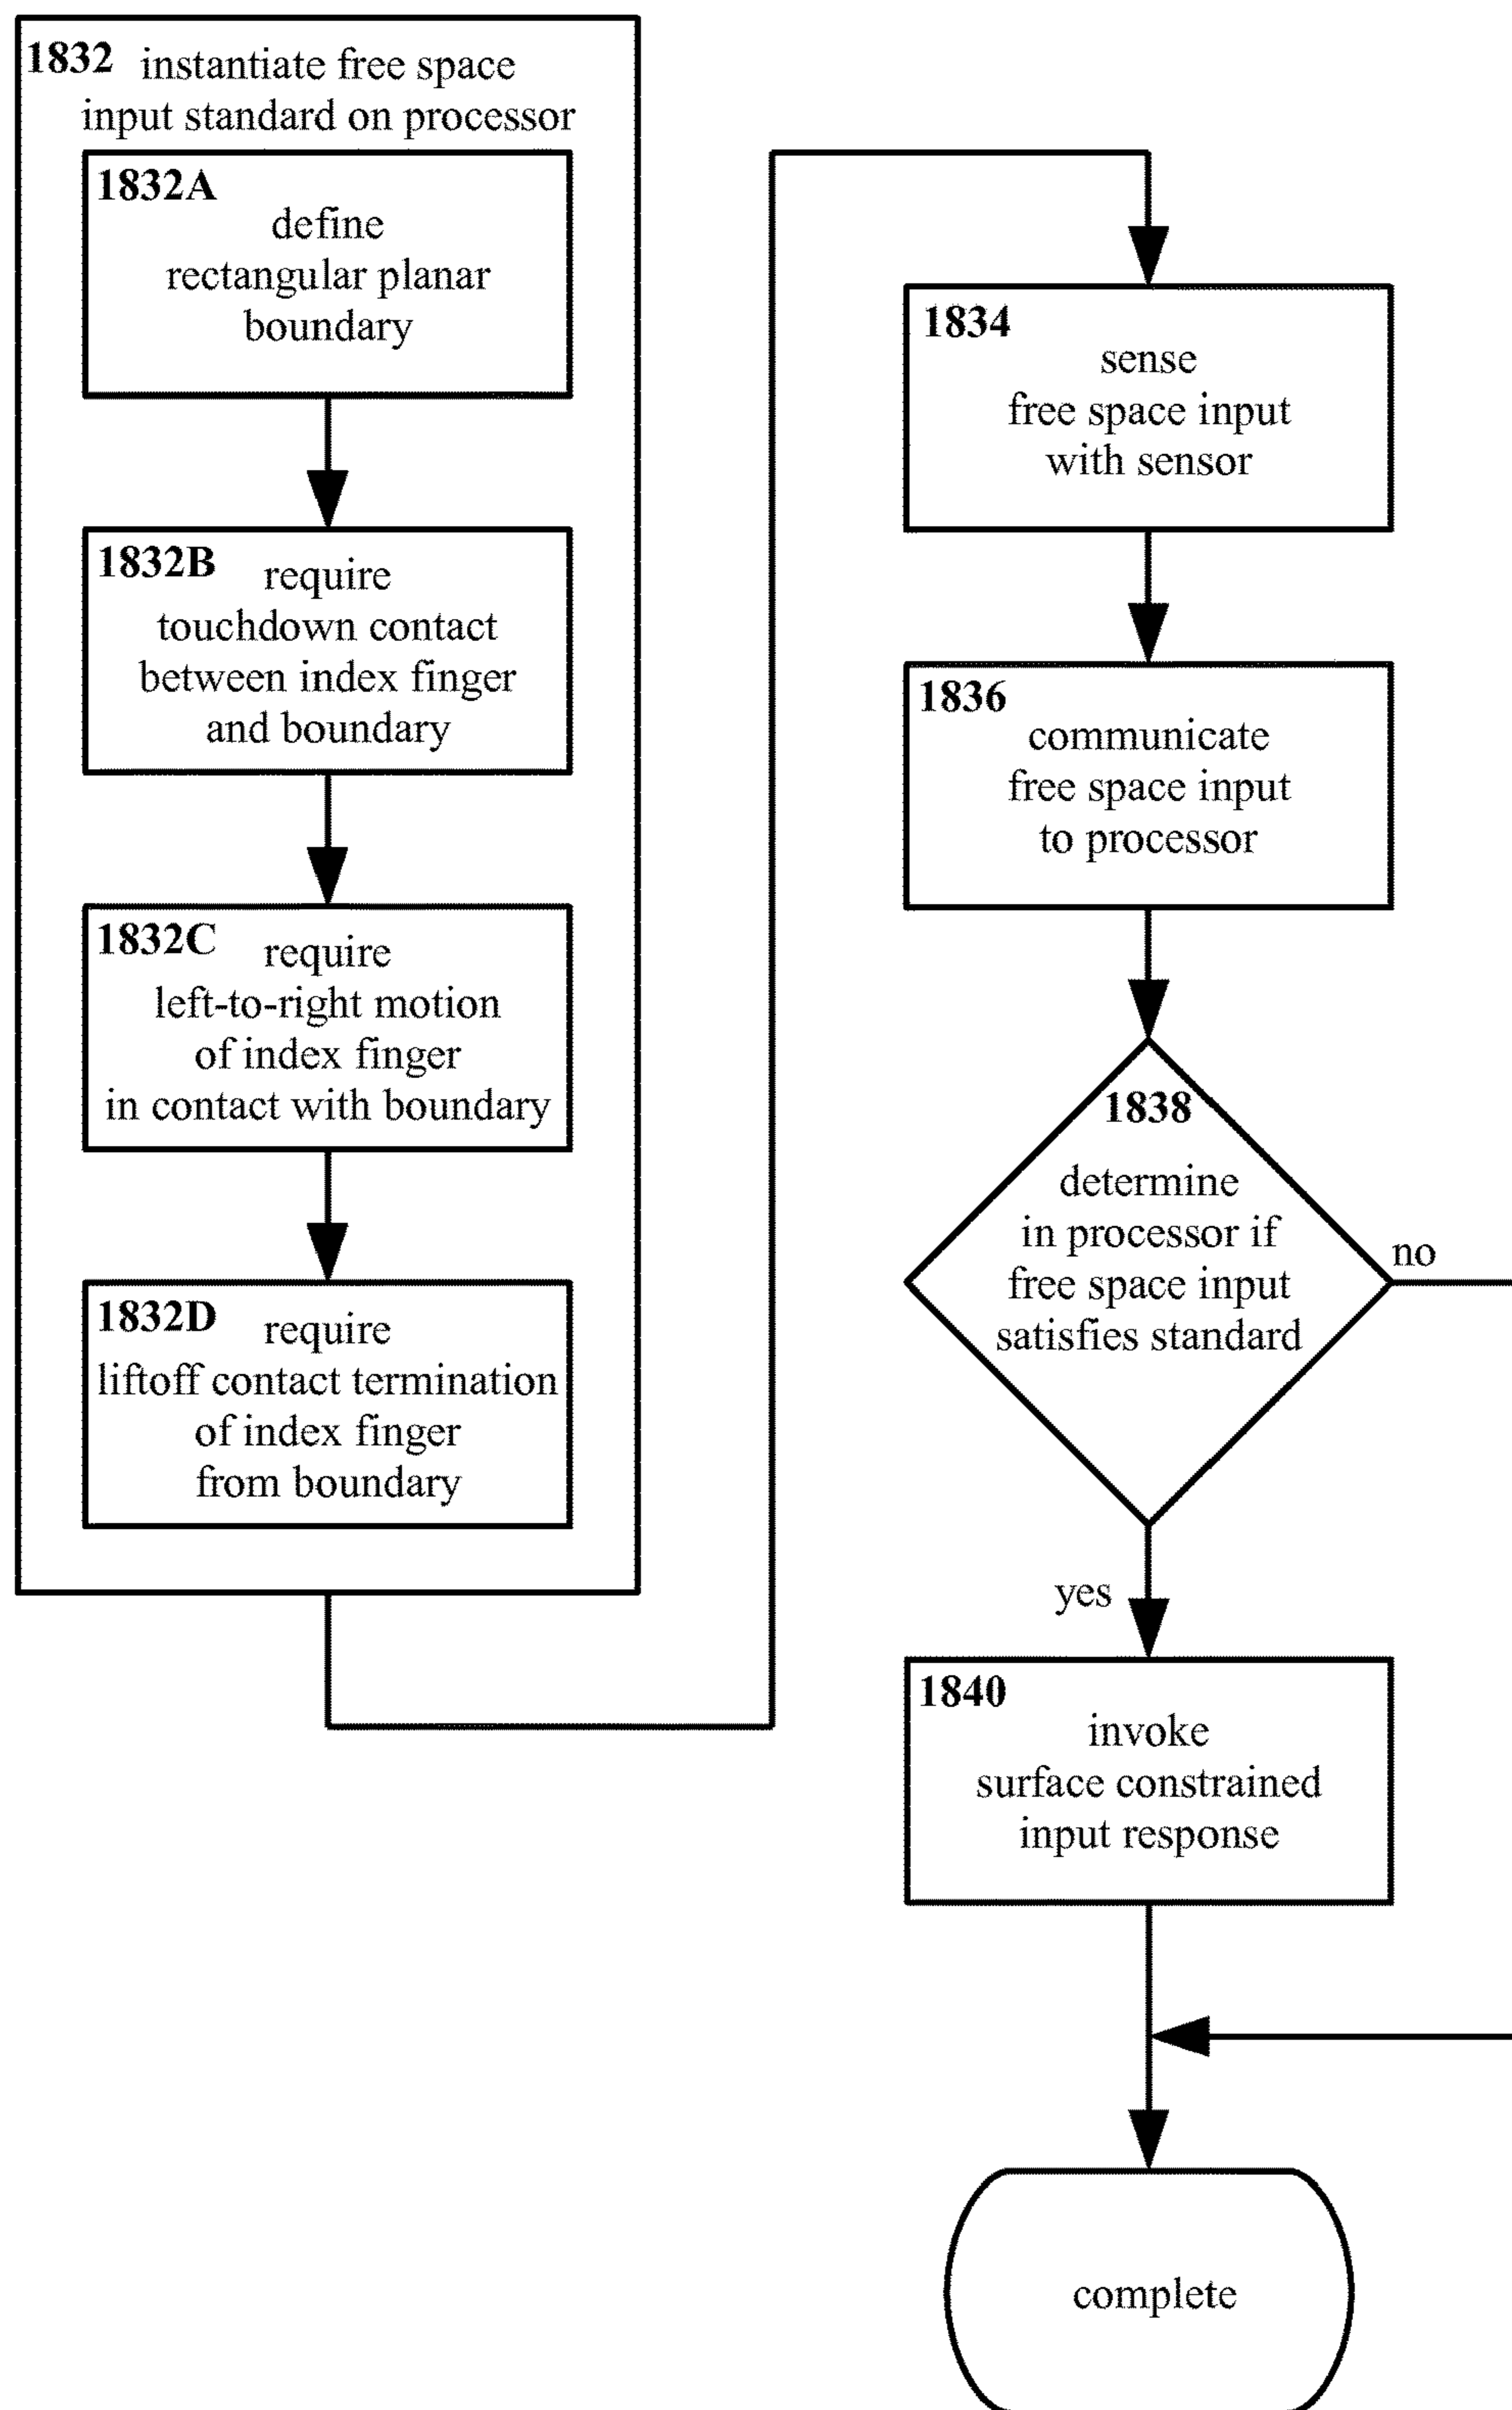 1832 instantiate free space
input standard on processor
1832A
define
rectangular planar
boundary
1832B require
touchdown contact
between index finger
and boundary
1832C require
left-to-right motion
of index finger
in contact with boundary
1832D require
liftoff contact termination
of index finger
from boundary
1834
sense
free space input
with sensor
1836
communicate
free space input
to processor
1838
determine
in processor if
free space input
satisfies standard
no
yes
1840
invoke
surface constrained
input response
complete